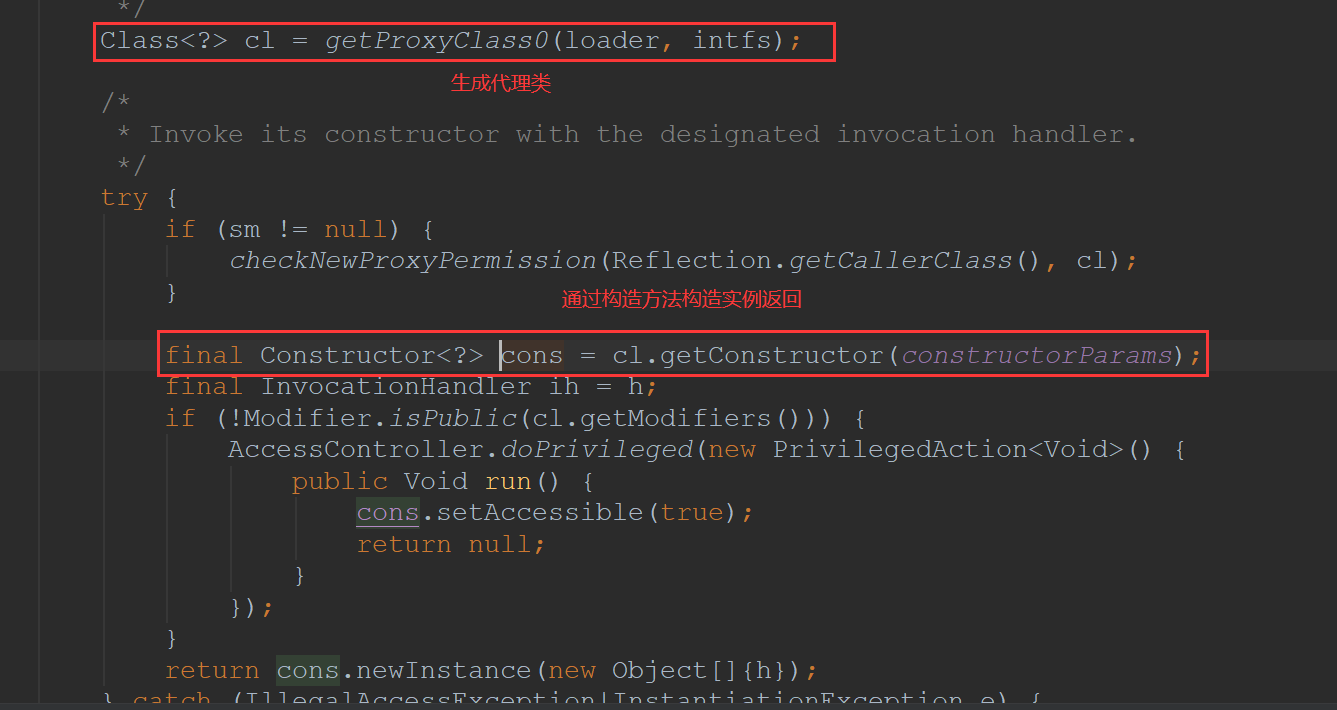 */
Class<?> cl = getProxyClass0(loader, intfs);
生成代理类
/*
* Invoke its constructor with the designated invocation handler.
*/
try {
if (sm != null) {
checkNewProxyPermission(Reflection.getCallerClass(), cl);
}
通过构造方法构造实例返回
final Constructor<?> cons = cl.getConstructor(constructorParams);
final InvocationHandler ih = h;
if (!Modifier.isPublic(cl.getModifiers())) {
AccessController.doPrivileged(new PrivilegedAction<Void>() {
public Void run() {
cons.setAccessible(true);
return null;
}
});
}
return cons.newInstance(new Object[]{h});
} catch (IllegalAccessException|InstantiationException e) {